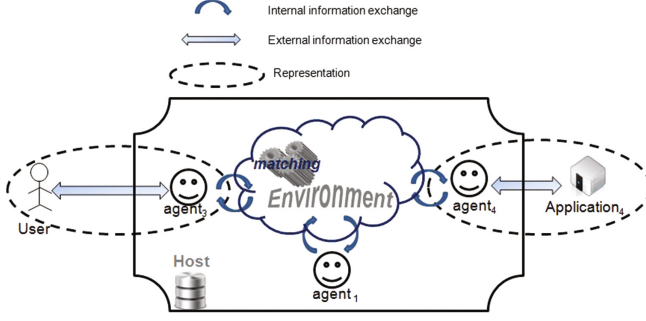 Internal information exchange
External information exchange
Representation
matching
Environment
User
agent3
agent4
Application4
Host
agent1